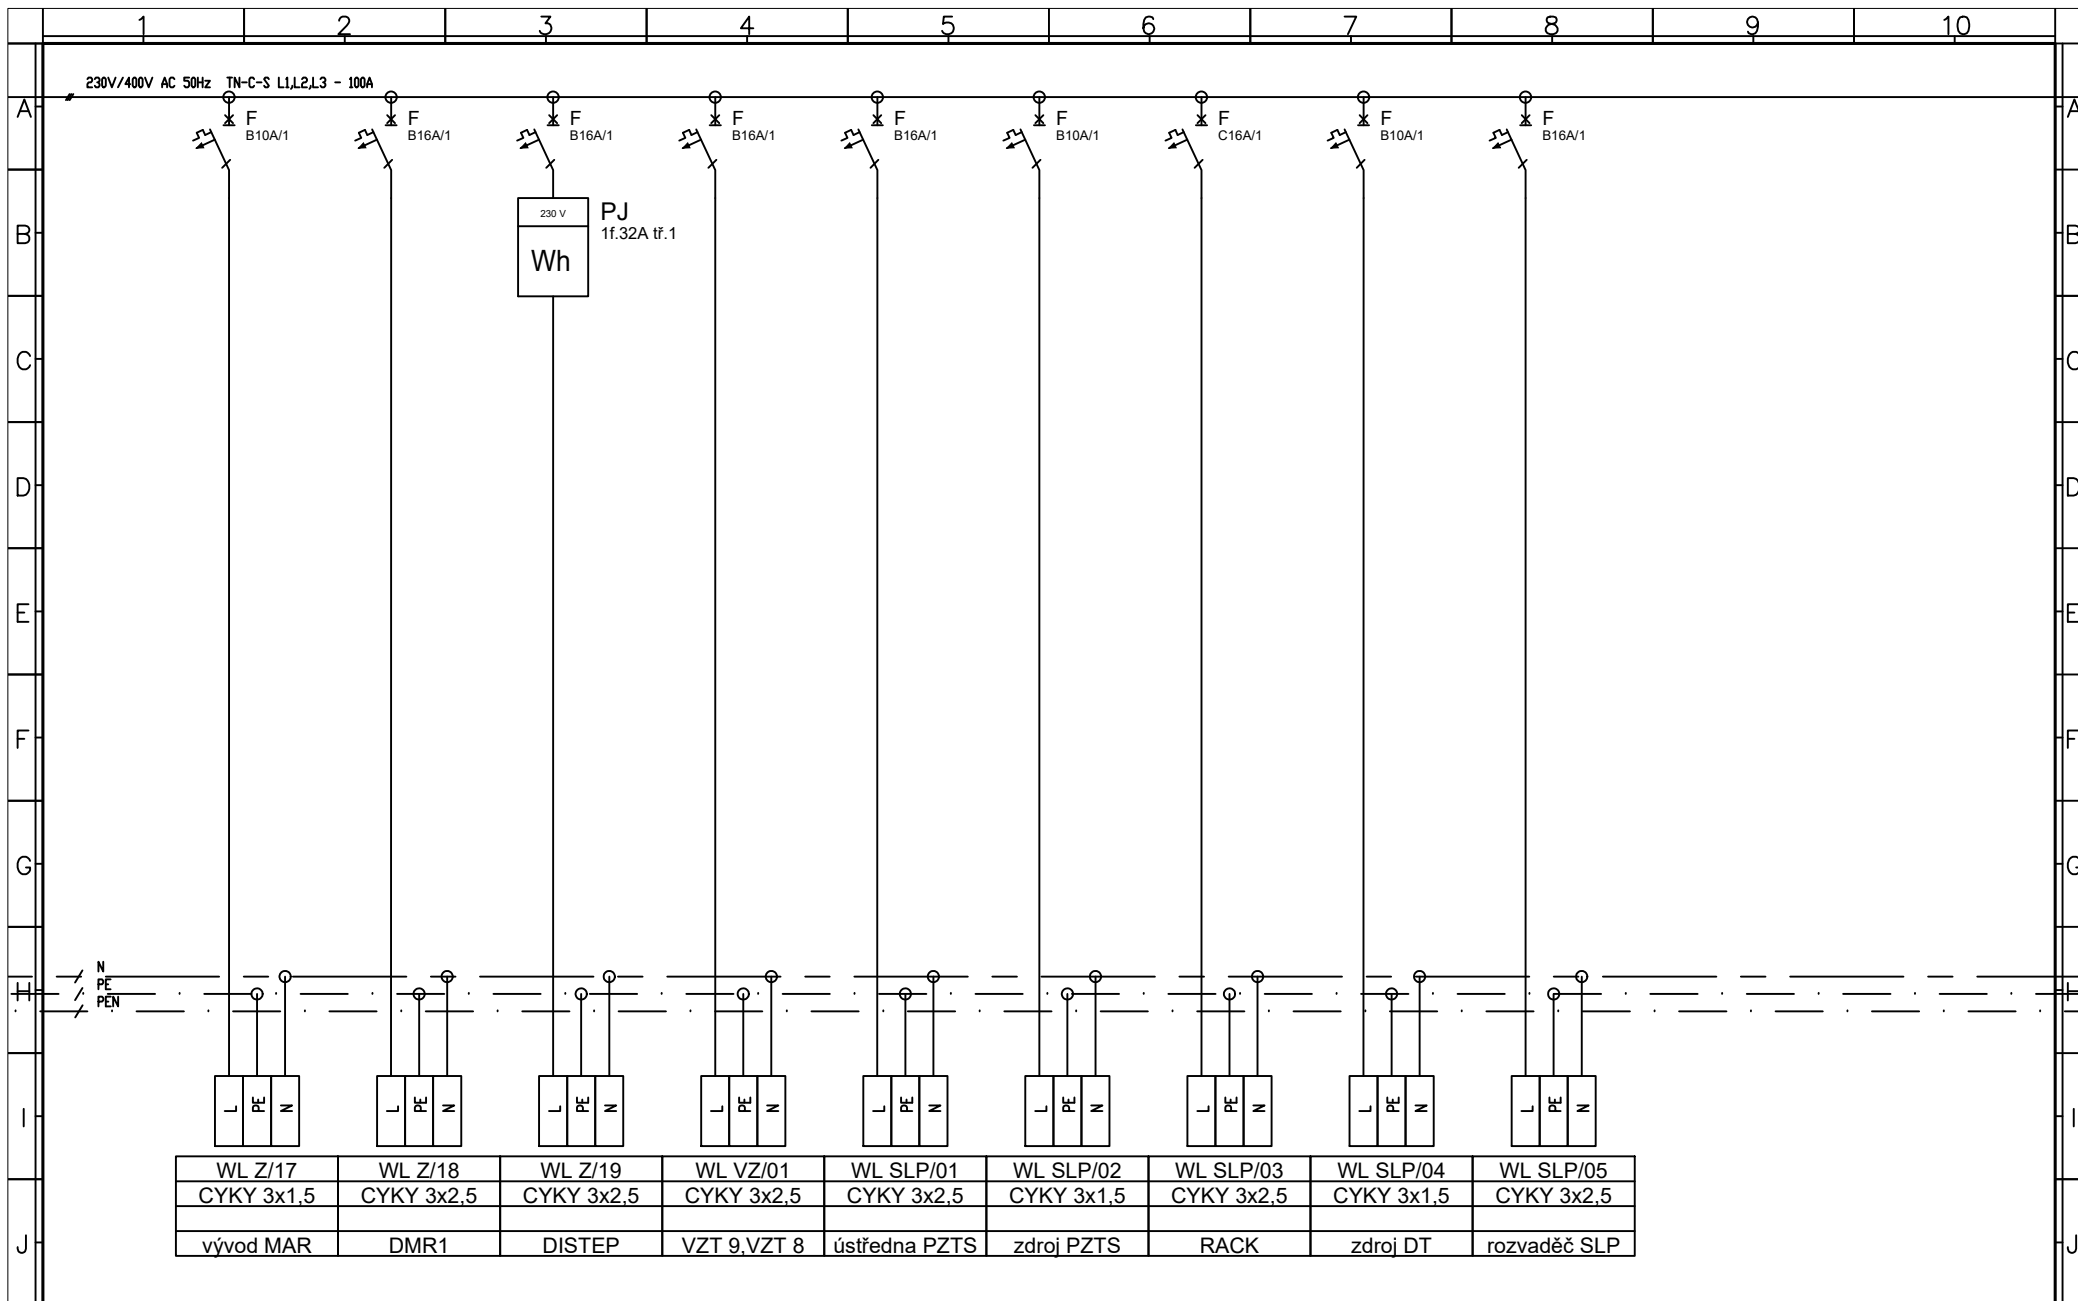 1 2 3 4 5 6 7 8 9 10
230V/400V AC 50Hz TN-C-S L1,L2,L3 - 100A
A A
F F F F F F F F F
B10A/1 B16A/1 B16A/1 B16A/1 B16A/1 B10A/1 C16A/1 B10A/1 B16A/1
230 V PJ
B 1f.32A tř.1 B
Wh
C C
D D
E E
F F
G G
N
PE
H H
PEN
L PE N L PE N L PE N L PE N L PE N L PE N L PE N L PE N L PE N
I I
WL Z/17 WL Z/18 WL Z/19 WL VZ/01 WL SLP/01 WL SLP/02 WL SLP/03 WL SLP/04 WL SLP/05
CYKY 3x1,5 CYKY 3x2,5 CYKY 3x2,5 CYKY 3x2,5 CYKY 3x2,5 CYKY 3x1,5 CYKY 3x2,5 CYKY 3x1,5 CYKY 3x2,5
J vývod MAR DMR1 DISTEP VZT 9,VZT 8 ústředna PZTS zdroj PZTS RACK zdroj DT rozvaděč SLP J